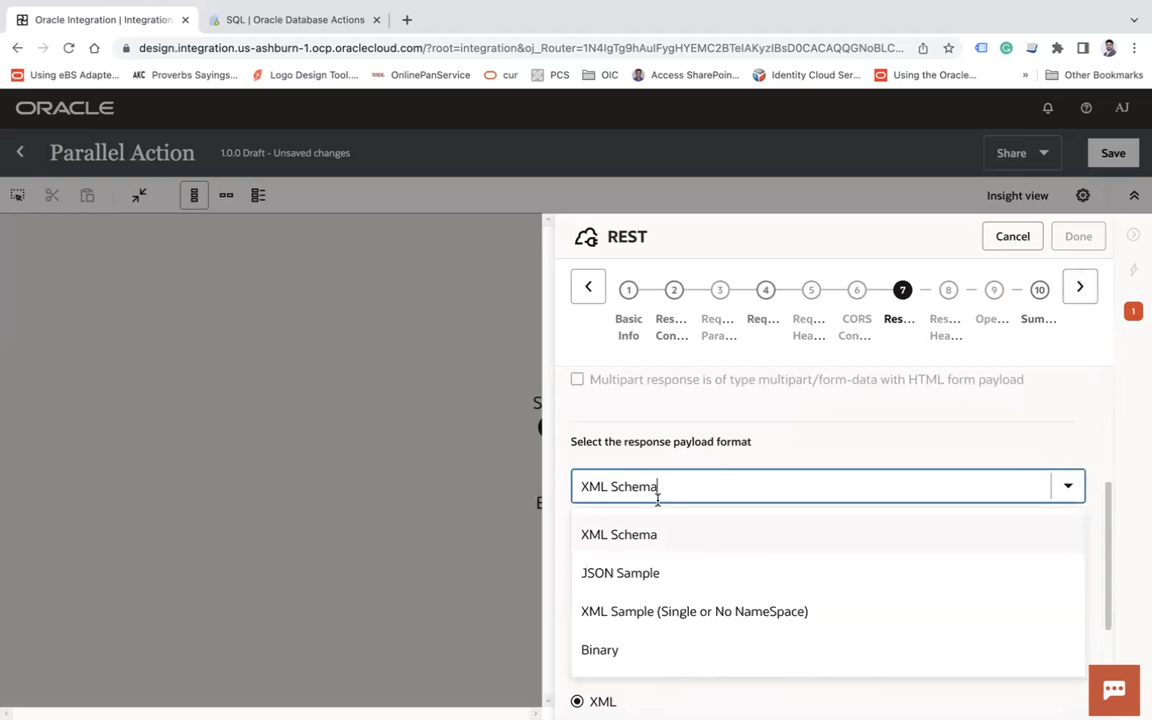 Oracle Integration | Integration
SQL | Oracle Database Actions
design.integration.us-ashburn-1.ocp.oraclecloud.com/?root=integration&oj_Router=1N4IgTg9hAulFygHYEMC2BTelAKyzlBsD0CACAQQGNoBLC...
Using eBS Adapte...
Proverbs Sayings...
Logo Design Tool....
OnlinePanService
cur
PCS
OIC
Access SharePoin...
Identity Cloud Ser...
Using the Oracle...
»
Other Bookmarks
ORACLE
AJ
Parallel Action
1.0.0 Draft - Unsaved changes
Share
Save
Insight view
REST
Cancel
Done
1 2 3 4 5 6 7 8 9 10
Basic Res... Req... Req... Req... CORS Res... Res... Ope... Sum...
Info Con... Para... Hea... Con... Hea...
1
Multipart response is of type multipart/form-data with HTML form payload
Select the response payload format
XML Schema
XML Schema
JSON Sample
XML Sample (Single or No NameSpace)
Binary
XML